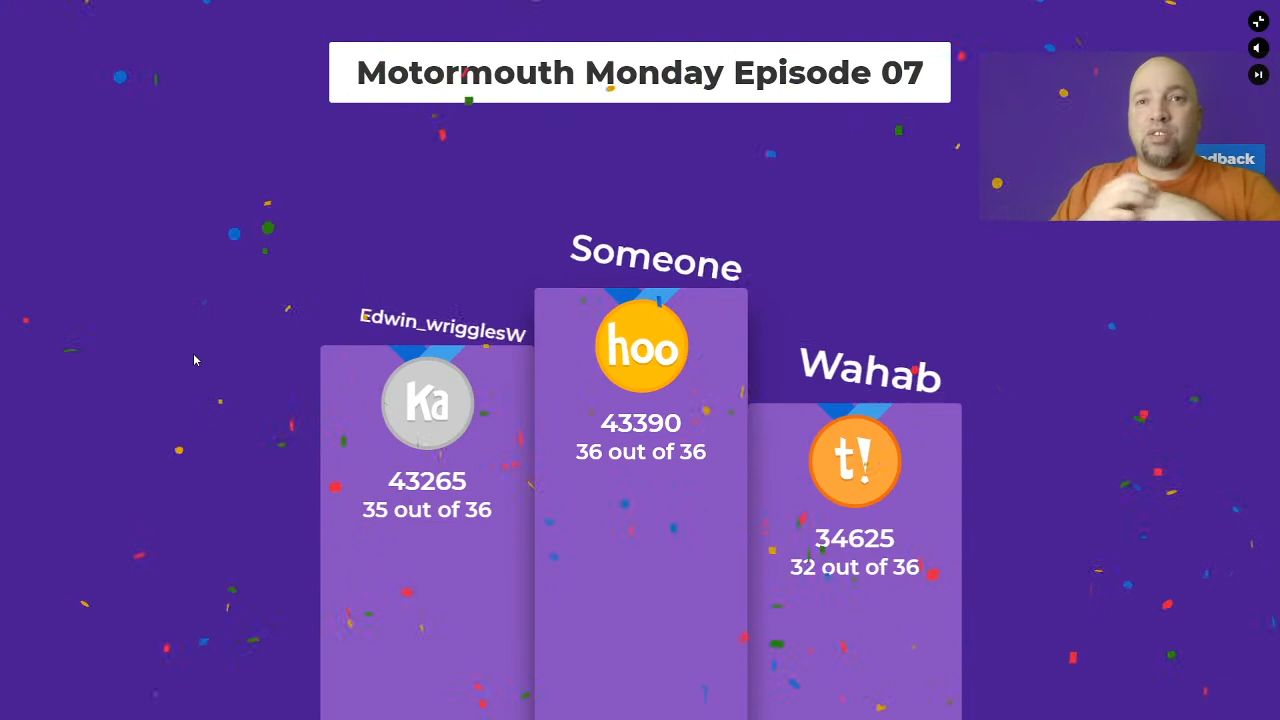 Motormouth Monday Episode 07
dback
Someone
Edwin_wrigglesW
Wahab
hoo
43390
36 out of 36
Ka
43265
35 out of 36
t!
34625
32 out of 36